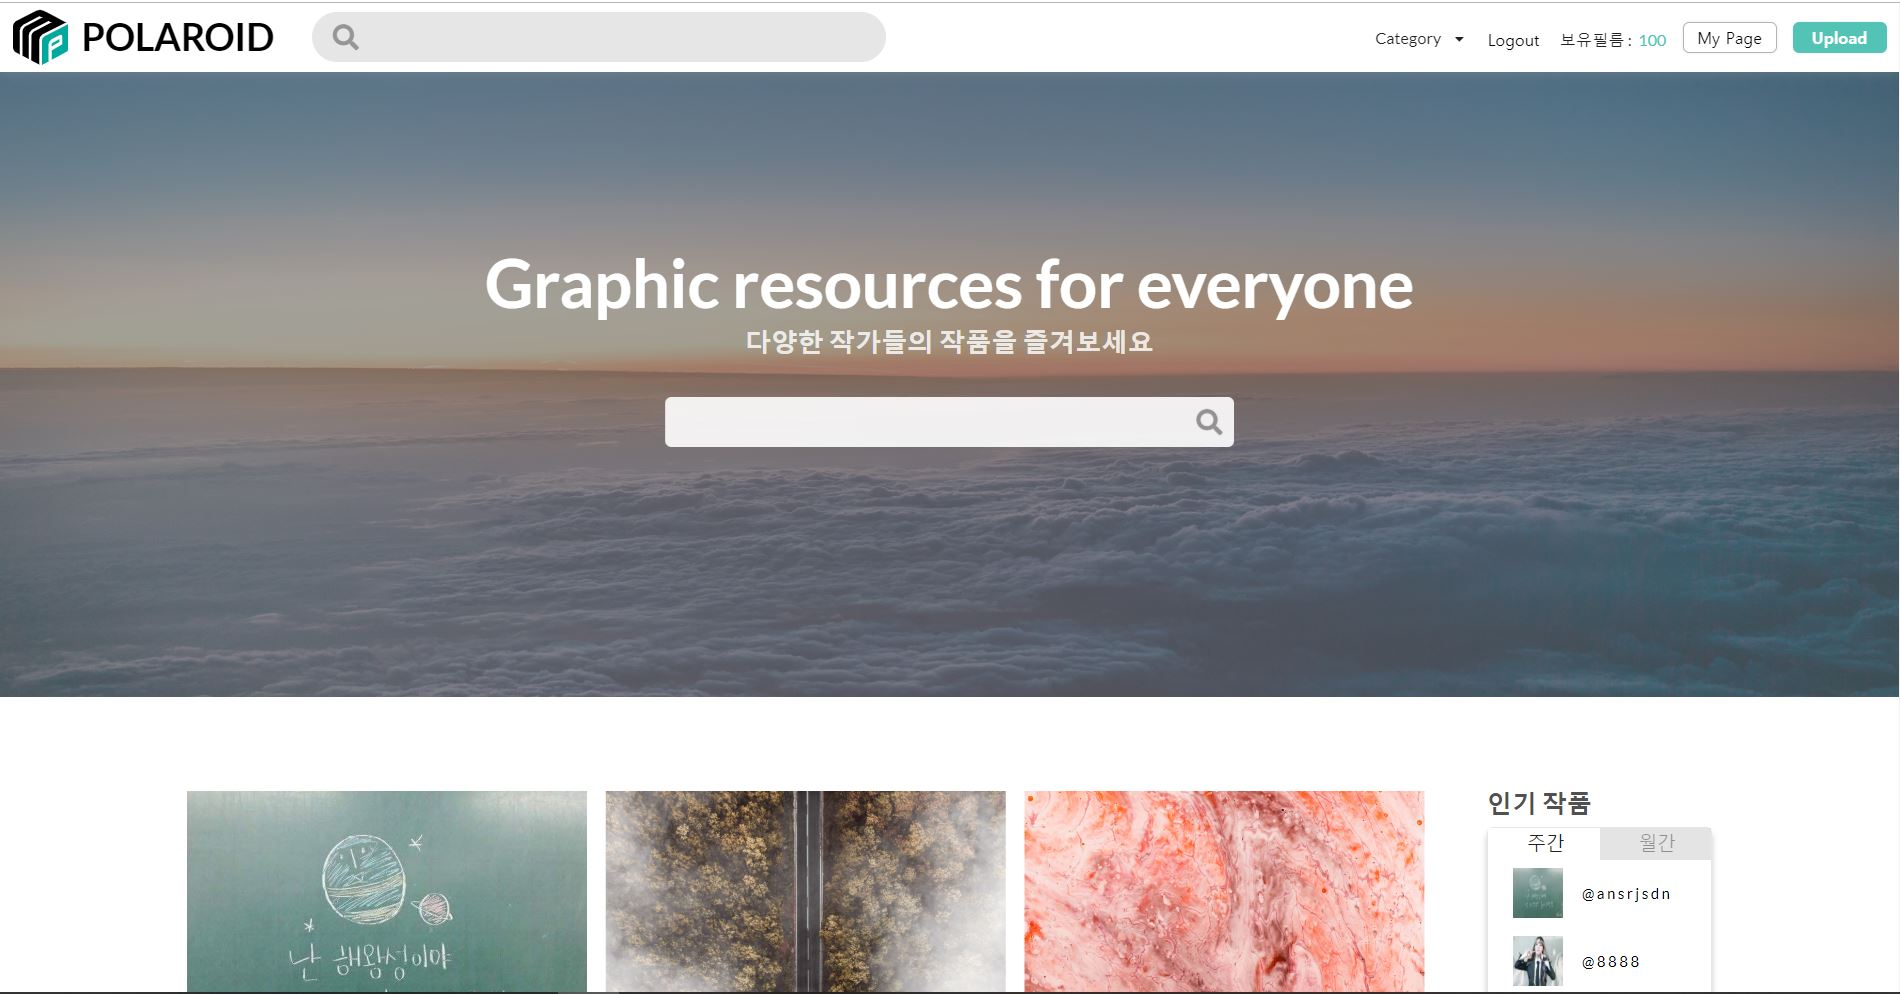 POLAROID
Category
Logout
보유필름 : 100
My Page
Upload
Graphic resources for everyone
다양한 작가들의 작품을 즐겨보세요
난 해왕성이야
인기 작품
주간
월간
@ansrjsdn
@8888